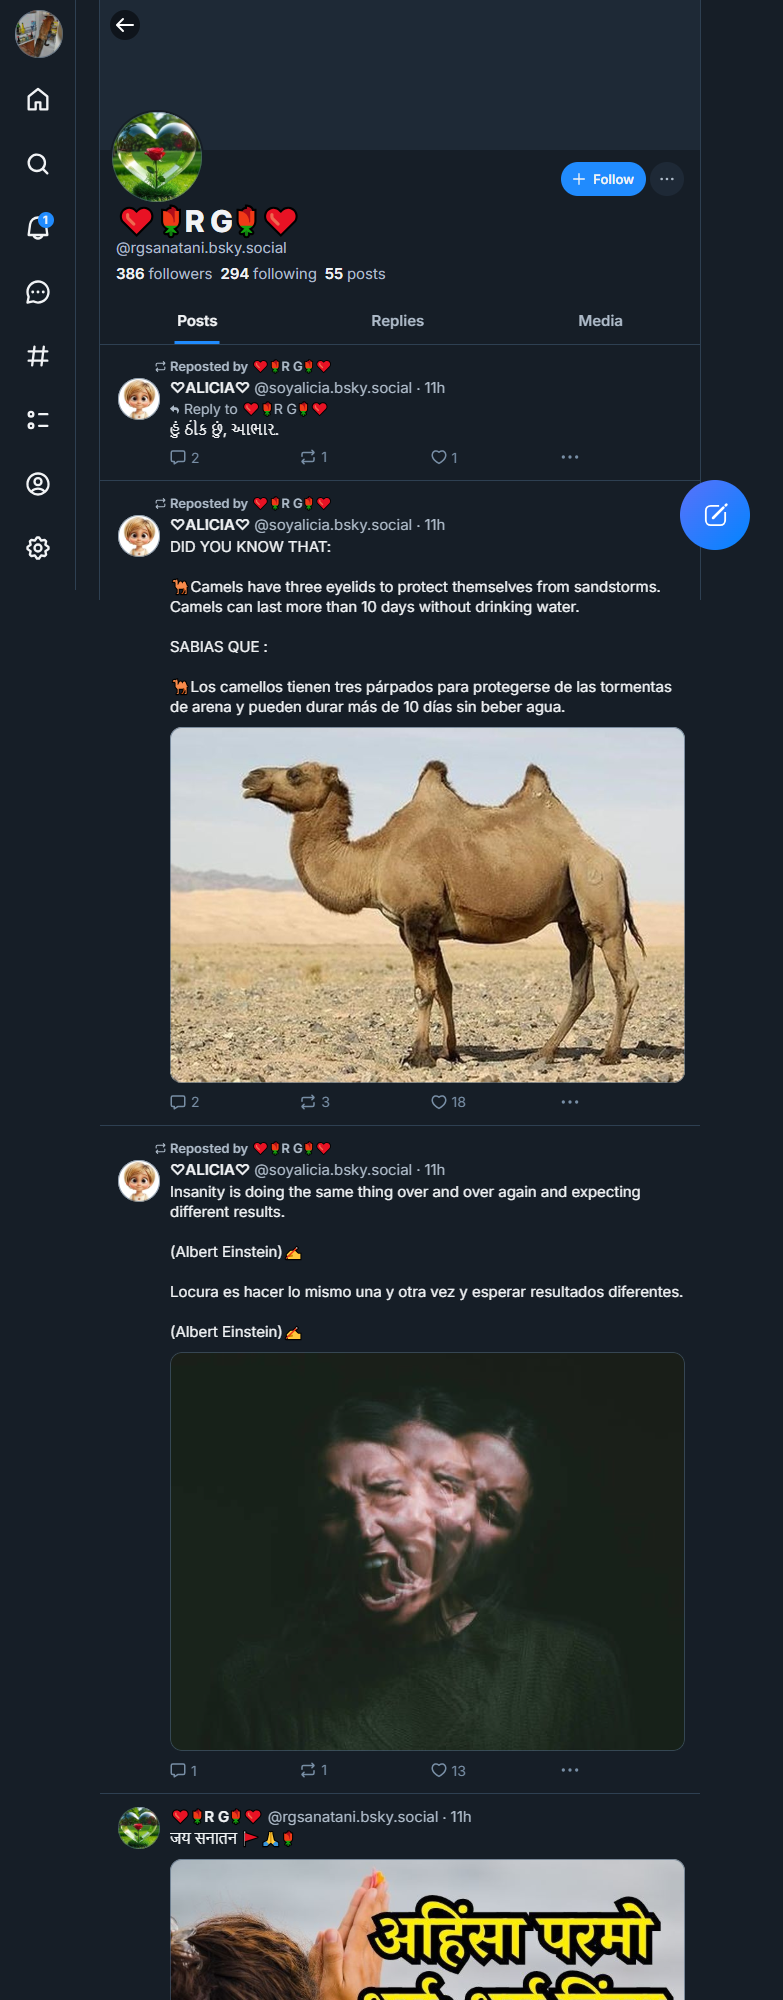 1
Follow
❤️🌹R G🌹❤️
@rgsanatani.bsky.social
386 followers 294 following 55 posts
Posts Replies Media
Reposted by ❤️🌹R G🌹❤️
♡ALICIA♡ @soyalicia.bsky.social · 11h
Reply to ❤️🌹R G🌹❤️
હું ઠીક છું, આભાર.
2 1 1
Reposted by ❤️🌹R G🌹❤️
♡ALICIA♡ @soyalicia.bsky.social · 11h
DID YOU KNOW THAT:
🐫Camels have three eyelids to protect themselves from sandstorms.
Camels can last more than 10 days without drinking water.
SABIAS QUE :
🐫Los camellos tienen tres párpados para protegerse de las tormentas
de arena y pueden durar más de 10 días sin beber agua.
2 3 18
Reposted by ❤️🌹R G🌹❤️
♡ALICIA♡ @soyalicia.bsky.social · 11h
Insanity is doing the same thing over and over again and expecting
different results.
(Albert Einstein)✍️
Locura es hacer lo mismo una y otra vez y esperar resultados diferentes.
(Albert Einstein)✍️
1 1 13
❤️🌹R G🌹❤️ @rgsanatani.bsky.social · 11h
जय सनातन 🚩🙏🌹
अहिंसा परमो